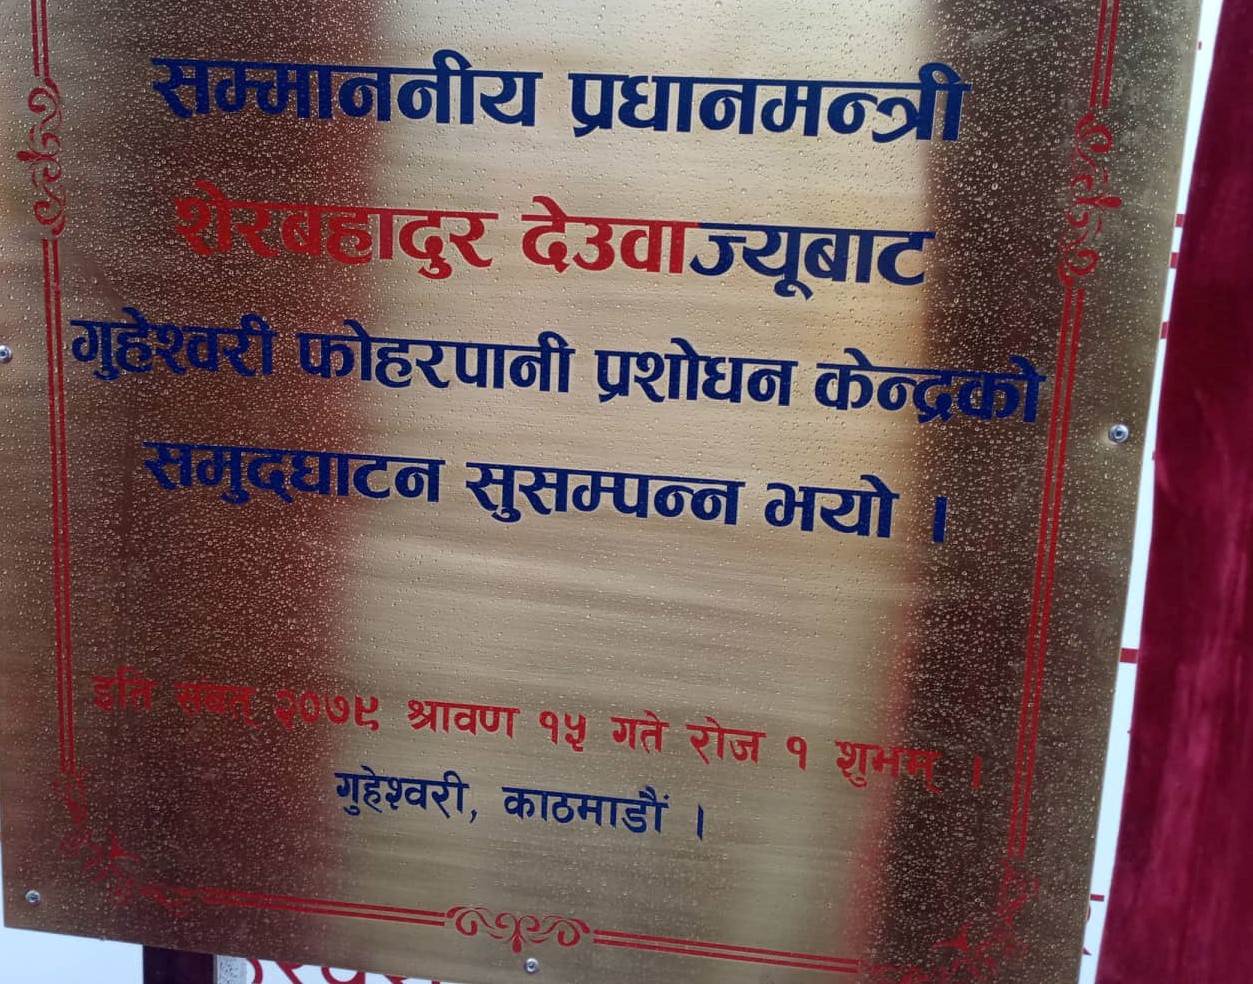 सम्माननीय प्रधानमन्त्री
शेरबहादुर देउवाज्यूबाट
गुहेश्वरी फोहरपानी प्रशोधन केन्द्रको
समुद्घाटन सुसम्पन्न भयो ।
इति संबत् २०७९ श्रावण १५ गते रोज १ शुभम् ।
गुहेश्वरी, काठमाडौं ।